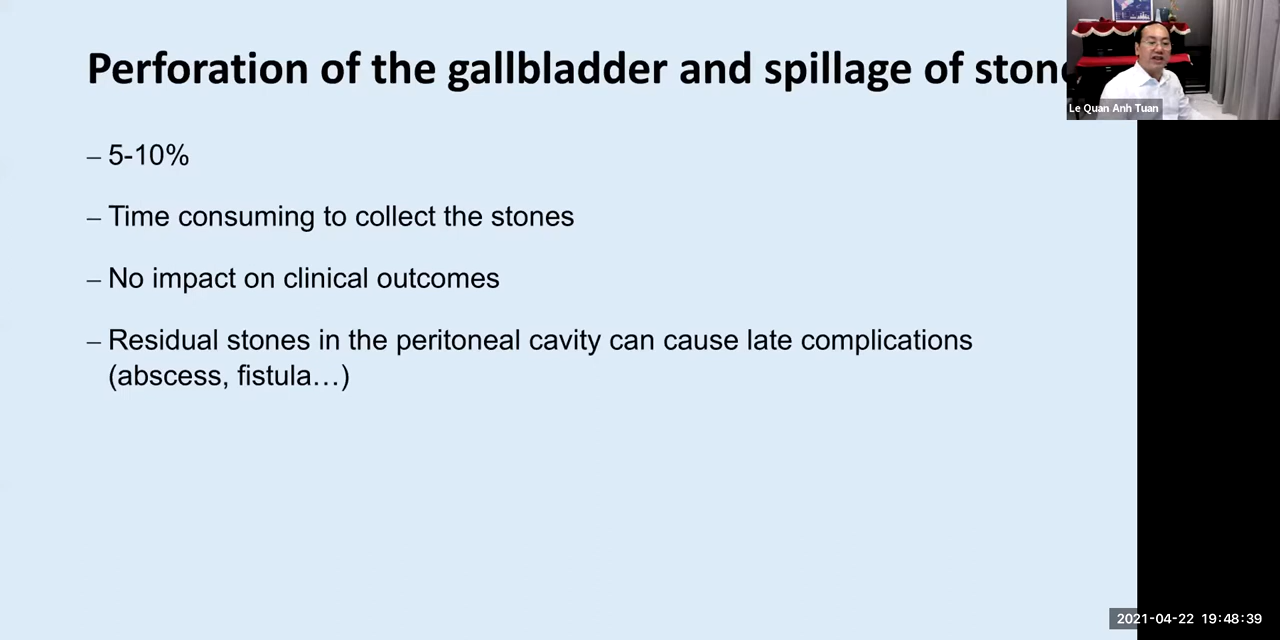 Perforation of the gallbladder and spillage of
– 5-10%
– Time consuming to collect the stones
– No impact on clinical outcomes
– Residual stones in the peritoneal cavity can cause late complications
(abscess, fistula…)
Le Quan Anh Tuan
2021-04-22 19:48:39